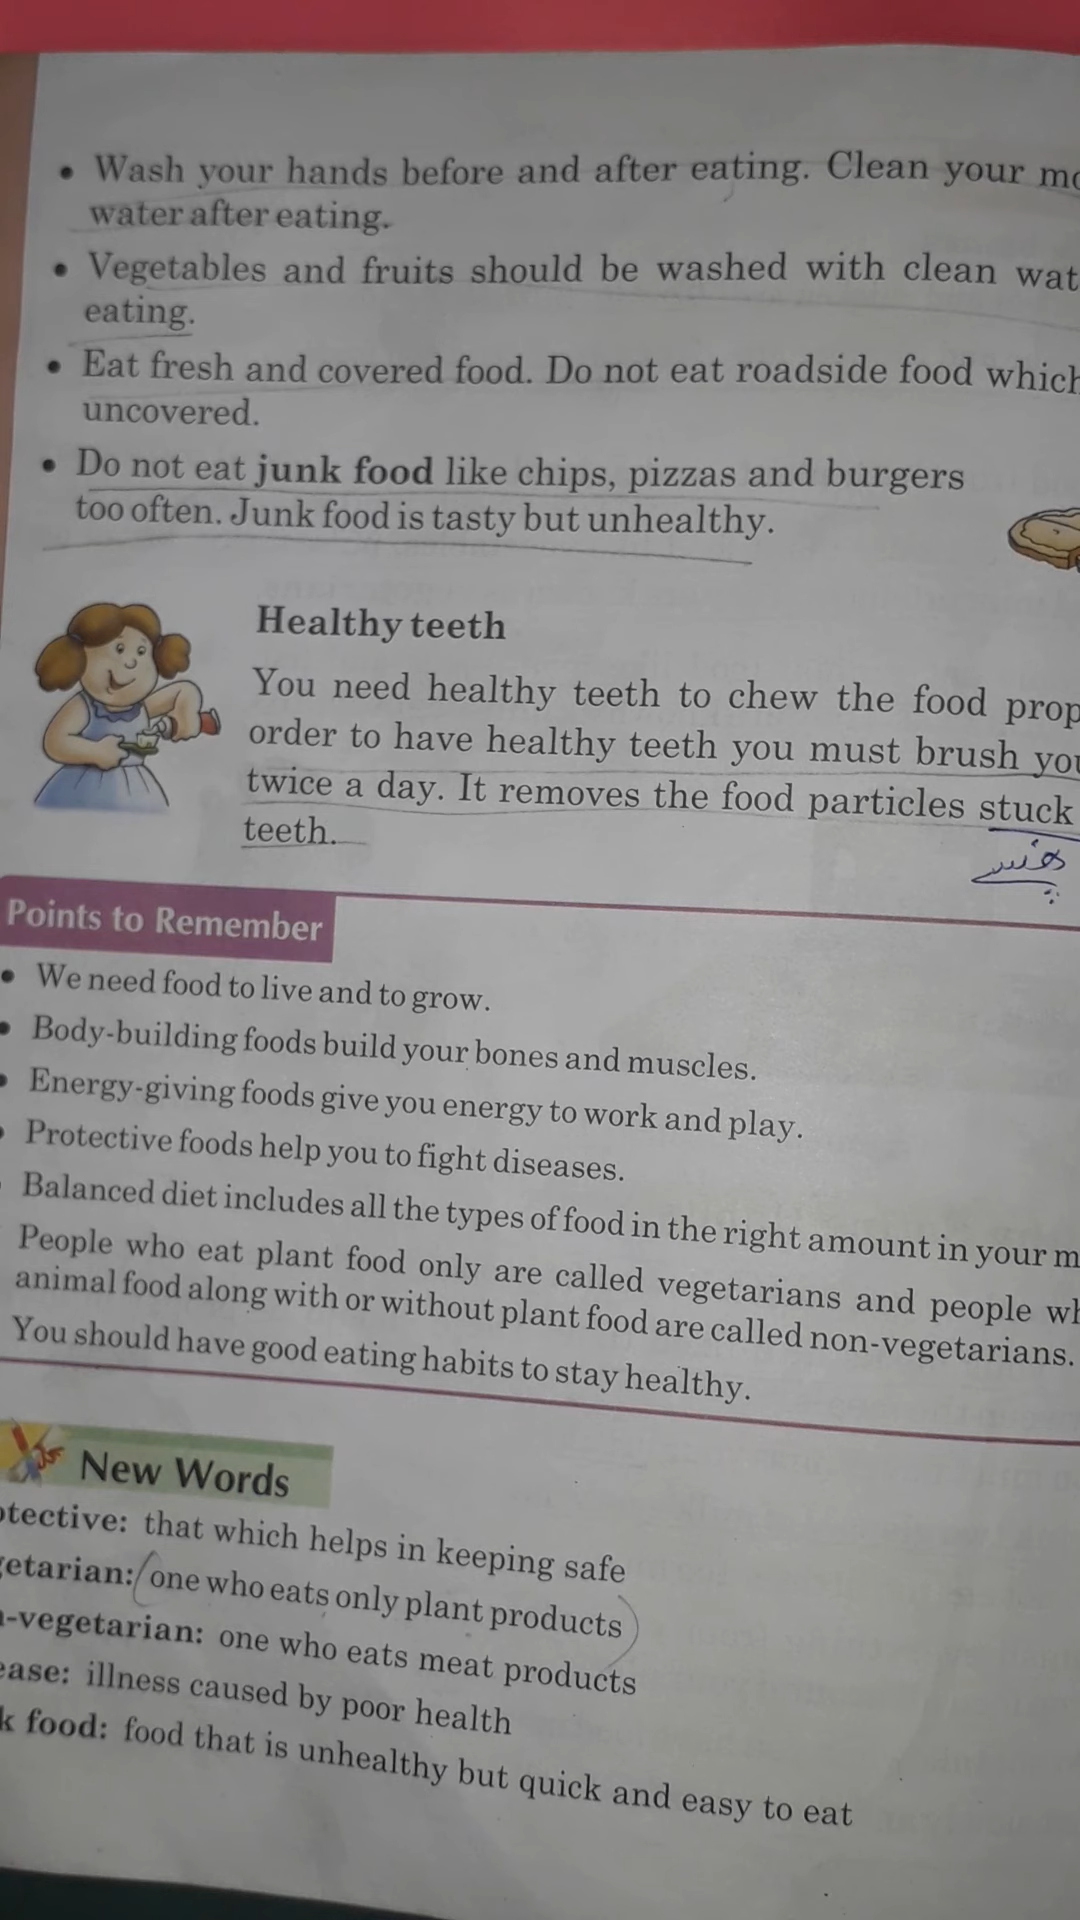 • Wash your hands before and after eating. Clean your
water after eating.
• Vegetables and fruits should be washed with clean
eating.
• Eat fresh and covered food. Do not eat roadside food which
uncovered.
• Do not eat junk food like chips, pizzas and burgers
too often. Junk food is tasty but unhealthy.
Healthy teeth
You need healthy teeth to chew the food
order to have healthy teeth you must brush
twice a day. It removes the food particles stuck
teeth.
Points to Remember
• We need food to live and to grow.
• Body-building foods build your bones and muscles.
• Energy-giving foods give you energy to work and play.
• Protective foods help you to fight diseases.
Balanced diet includes all the types of food in the right amount in your
People who eat plant food only are called vegetarians and people
animal food along with or without plant food are called non-vegetarians.
You should have good eating habits to stay healthy.
New Words
that which helps in keeping safe
one who eats only plant products
one who eats meat products
illness caused by poor health
food: food that is unhealthy but quick and easy to eat